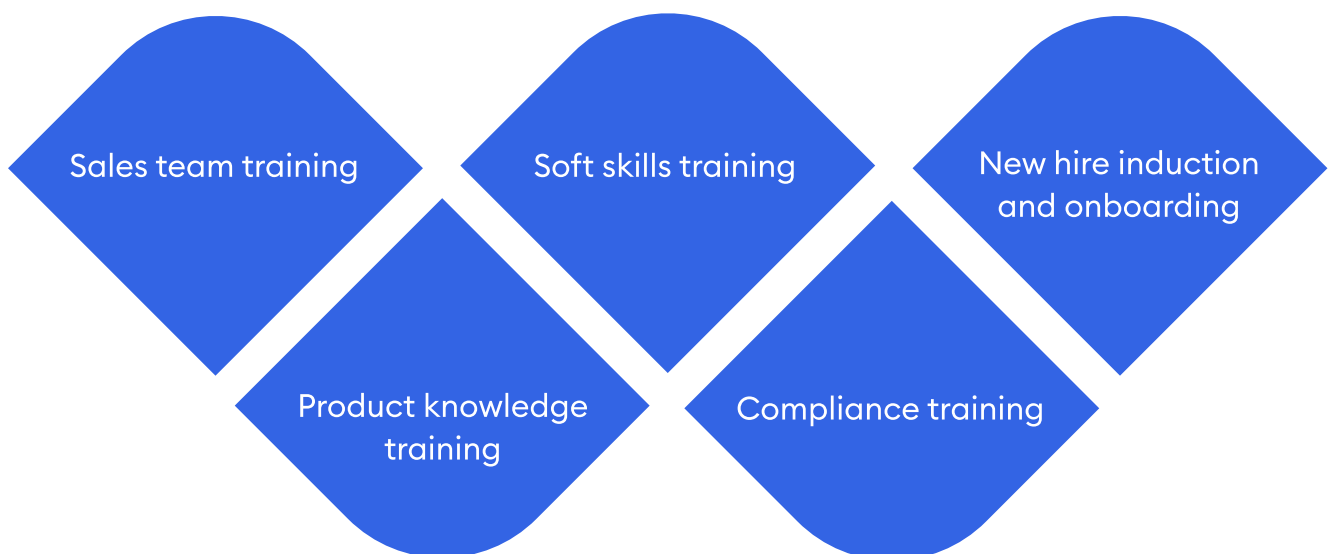 Sales team training
Soft skills training
New hire induction
and onboarding
Product knowledge
training
Compliance training